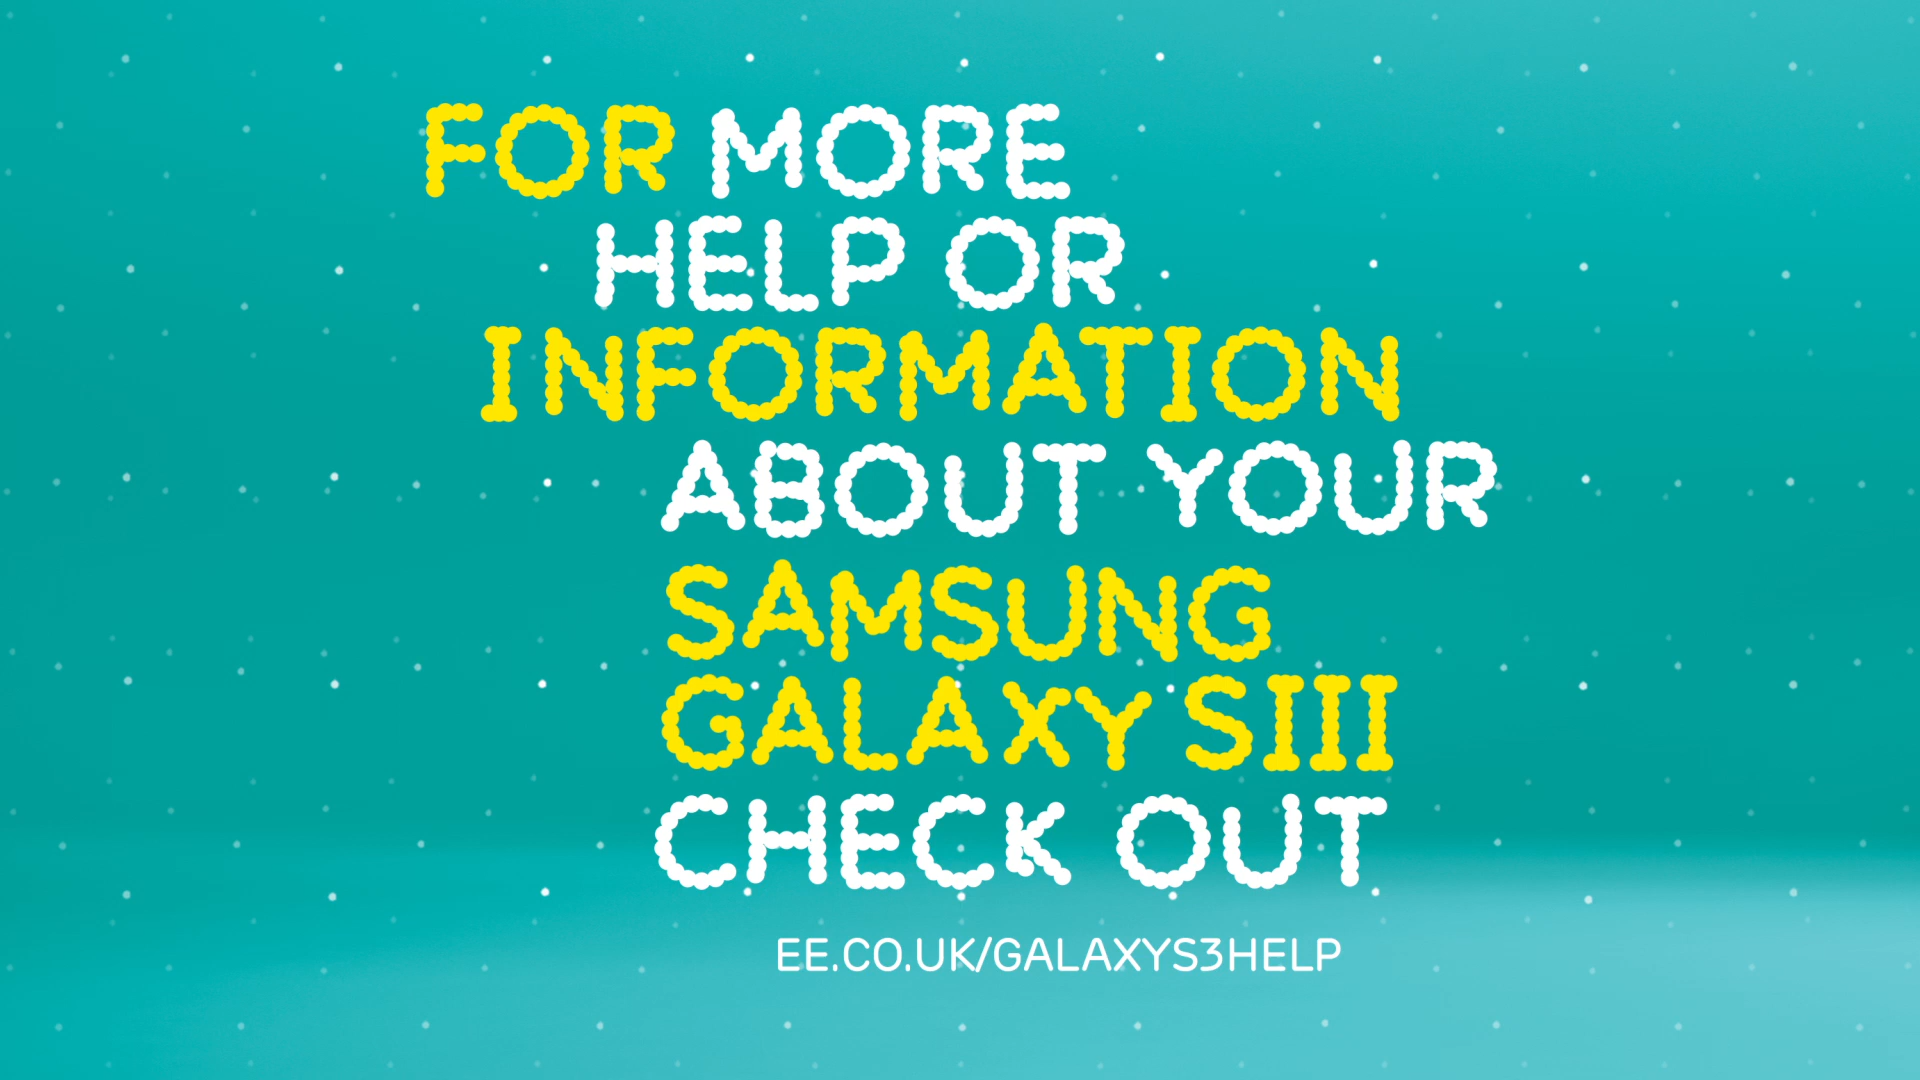 FOR MORE
HELP OR
INFORMATION
ABOUT YOUR
SAMSUNG
GALAXY SIII
CHECK OUT
EE.CO.UK/GALAXYS3HELP